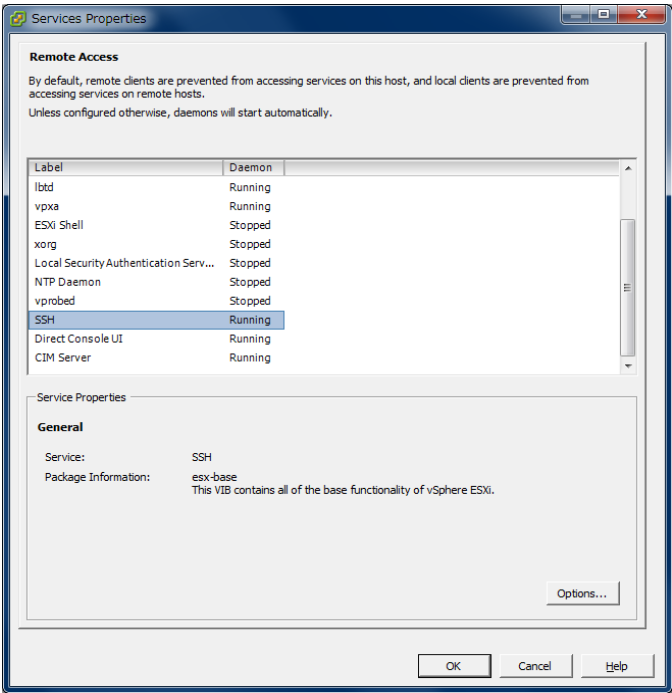 Services Properties
Remote Access
By default, remote clients are prevented from accessing services on this host, and local clients are prevented from
accessing services on remote hosts.
Unless configured otherwise, daemons will start automatically.
Label Daemon
lbtd Running
vpxa Running
ESXi Shell Stopped
xorg Stopped
Local Security Authentication Serv... Stopped
NTP Daemon Stopped
vprobed Stopped
SSH Running
Direct Console UI Running
CIM Server Running
Service Properties
General
Service: SSH
Package Information: esx-base
This VIB contains all of the base functionality of vSphere ESXi.
Options...
OK Cancel Help